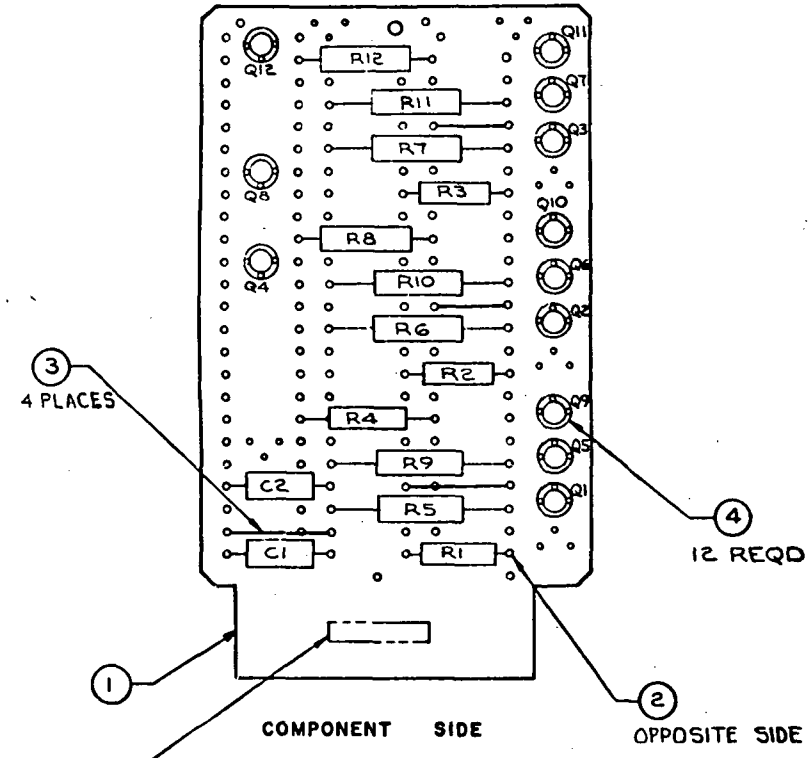 Q12
R12
Q11
R11
Q7
R7
Q3
Q8
R3
Q10
R8
Q4
R10
Q6
R6
Q2
3
4 PLACES
R2
R4
Q9
R9
Q5
C2
R5
Q1
4
12 REQD
C1
R1
1
2
OPPOSITE SIDE
COMPONENT SIDE